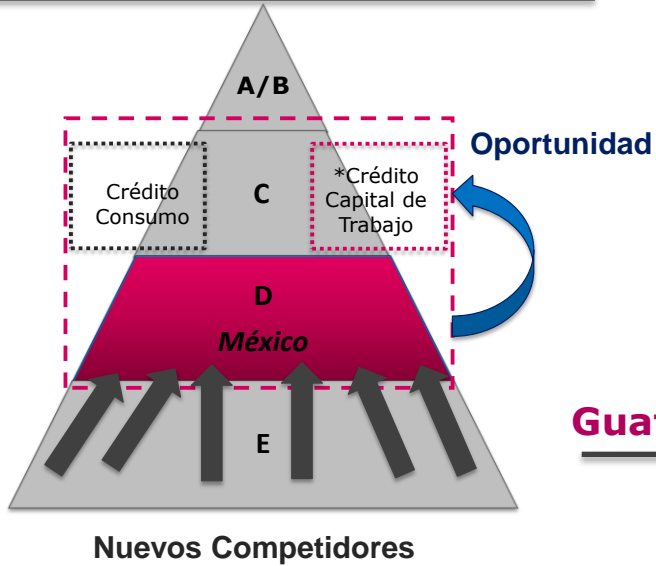 A/B
Oportunidad
Crédito
Consumo
C
*Crédito
Capital de
Trabajo
D
México
E
Nuevos Competidores